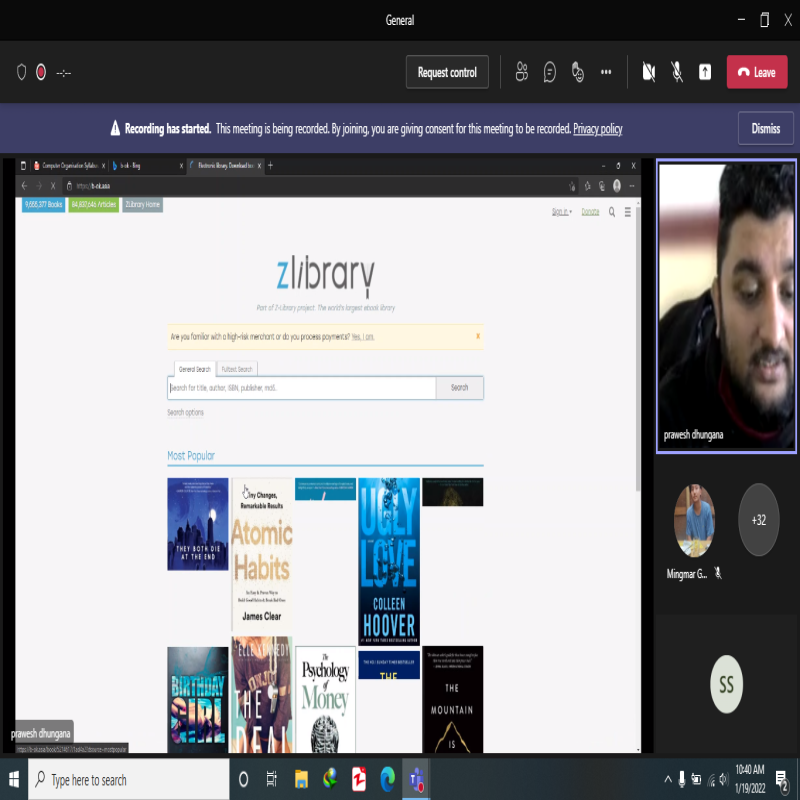 General
--:--
Request control
Leave
Recording has started. This meeting is being recorded. By joining, you are giving consent for this meeting to be recorded. Privacy policy
Dismiss
Computer Organisation Syllabu
b-ok - Bing
Electronic library. Download bo
https://b-ok.asia
9,655,377 Books
84,837,646 Articles
ZLibrary Home
Sign in
Donate
zlibrary
Part of Z-Library project. The world's largest ebook library
Are you familiar with a high-risk merchant or do you process payments? Yes, I am.
General Search
Fulltext Search
Search for title, author, ISBN, publisher, md5..
Search
Search options
Most Popular
THEY BOTH DIE
AT THE END
Tiny Changes,
Remarkable Results
Atomic
Habits
James Clear
UGLY
LOVE
COLLEEN
HOOVER
BIRTHDAY
GIRL
ELLE KENNEDY
THE
DEAL
The
Psychology
of
Money
THE
THE
MOUNTAIN
IS
prawesh dhungana
prawesh dhungana
Mingmar G...
+32
SS
Type here to search
10:40 AM
1/19/2022
2